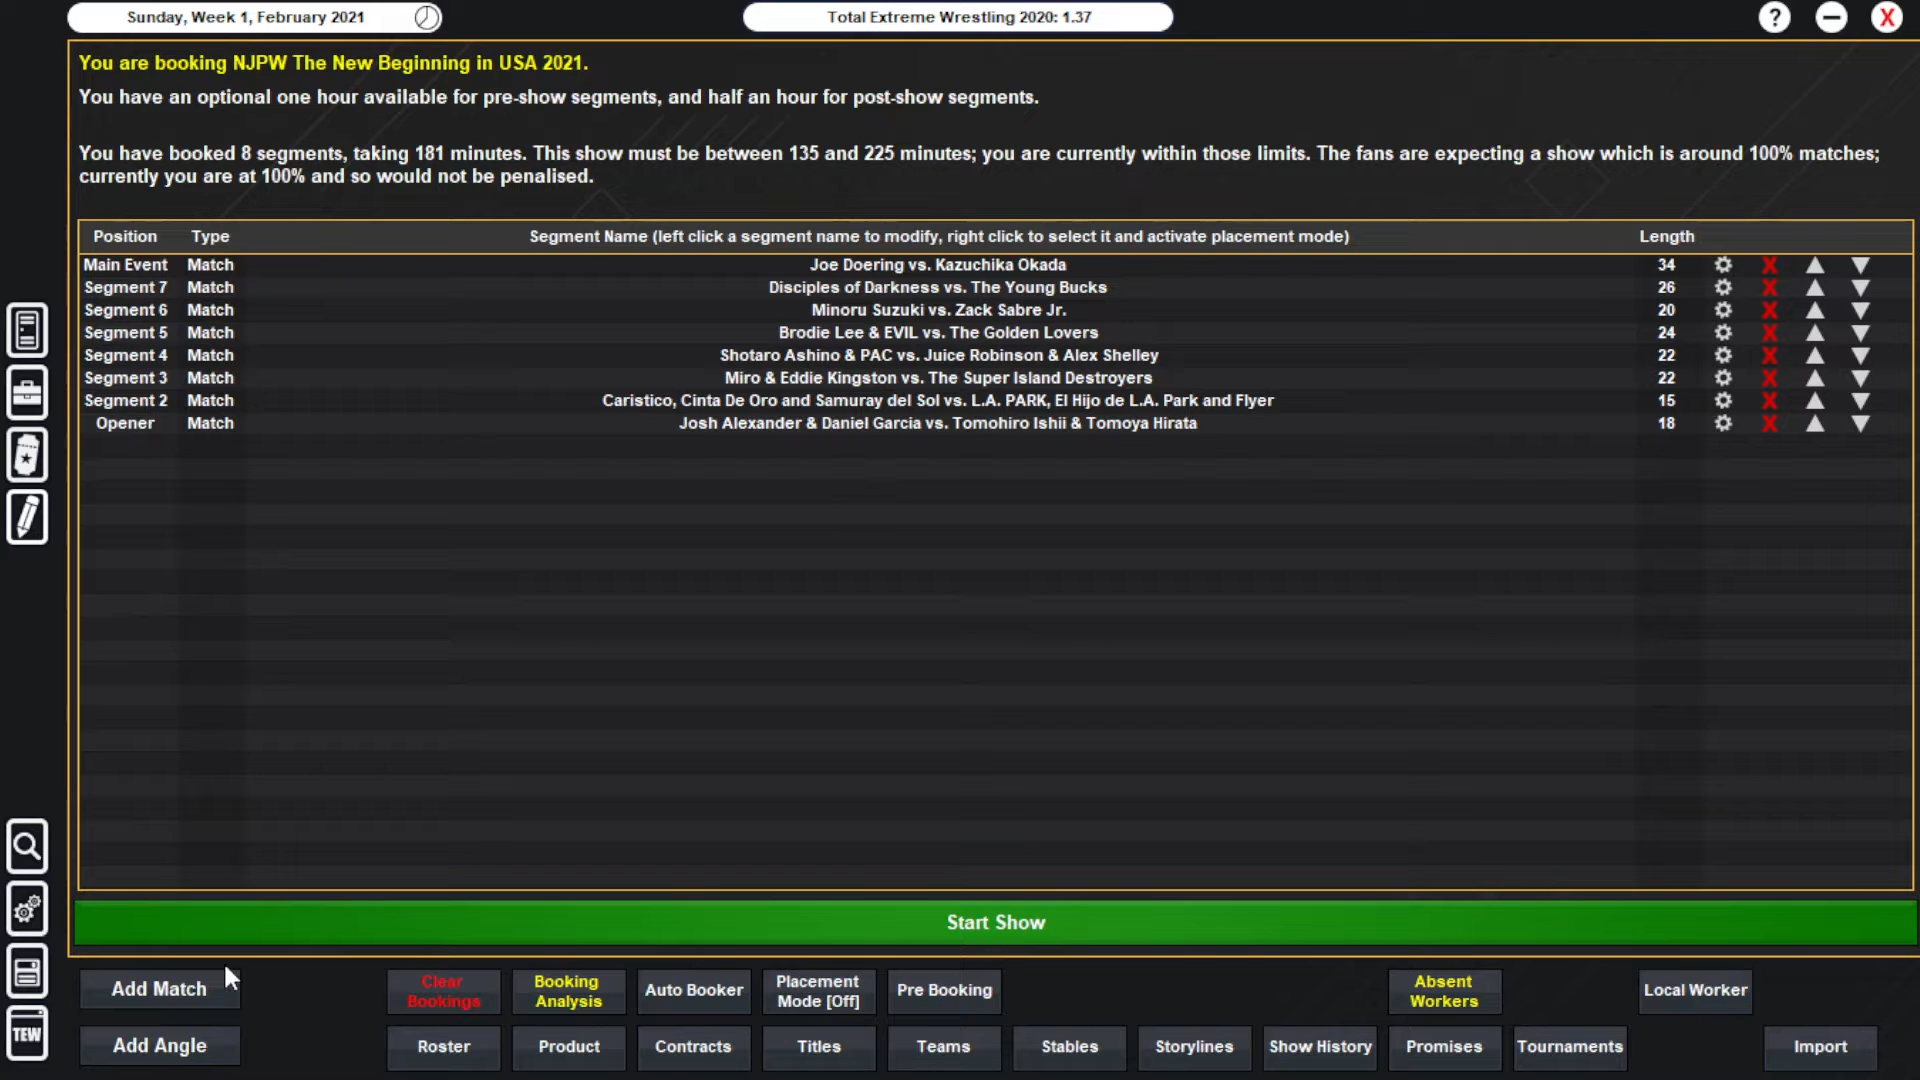 Sunday, Week 1, February 2021
Total Extreme Wrestling 2020: 1.37
?
X
You are booking NJPW The New Beginning in USA 2021.
You have an optional one hour available for pre-show segments, and half an hour for post-show segments.
You have booked 8 segments, taking 181 minutes. This show must be between 135 and 225 minutes; you are currently within those limits. The fans are expecting a show which is around 100% matches;
currently you are at 100% and so would not be penalised.
Position Type Segment Name (left click a segment name to modify, right click to select it and activate placement mode) Length
Main Event Match Joe Doering vs. Kazuchika Okada 34 X
Segment 7 Match Disciples of Darkness vs. The Young Bucks 26 X
Segment 6 Match Minoru Suzuki vs. Zack Sabre Jr. 20 X
Segment 5 Match Brodie Lee & EVIL vs. The Golden Lovers 24 X
Segment 4 Match Shotaro Ashino & PAC vs. Juice Robinson & Alex Shelley 22 X
Segment 3 Match Miro & Eddie Kingston vs. The Super Island Destroyers 22 X
Segment 2 Match Caristico, Cinta De Oro and Samuray del Sol vs. L.A. PARK, El Hijo de L.A. Park and Flyer 15 X
Opener Match Josh Alexander & Daniel Garcia vs. Tomohiro Ishii & Tomoya Hirata 18 X
Start Show
Add Match
Clear
Bookings
Booking
Analysis
Auto Booker
Placement
Mode [Off]
Pre Booking
Absent
Workers
Local Worker
TEW
Add Angle
Roster
Product
Contracts
Titles
Teams
Stables
Storylines
Show History
Promises
Tournaments
Import